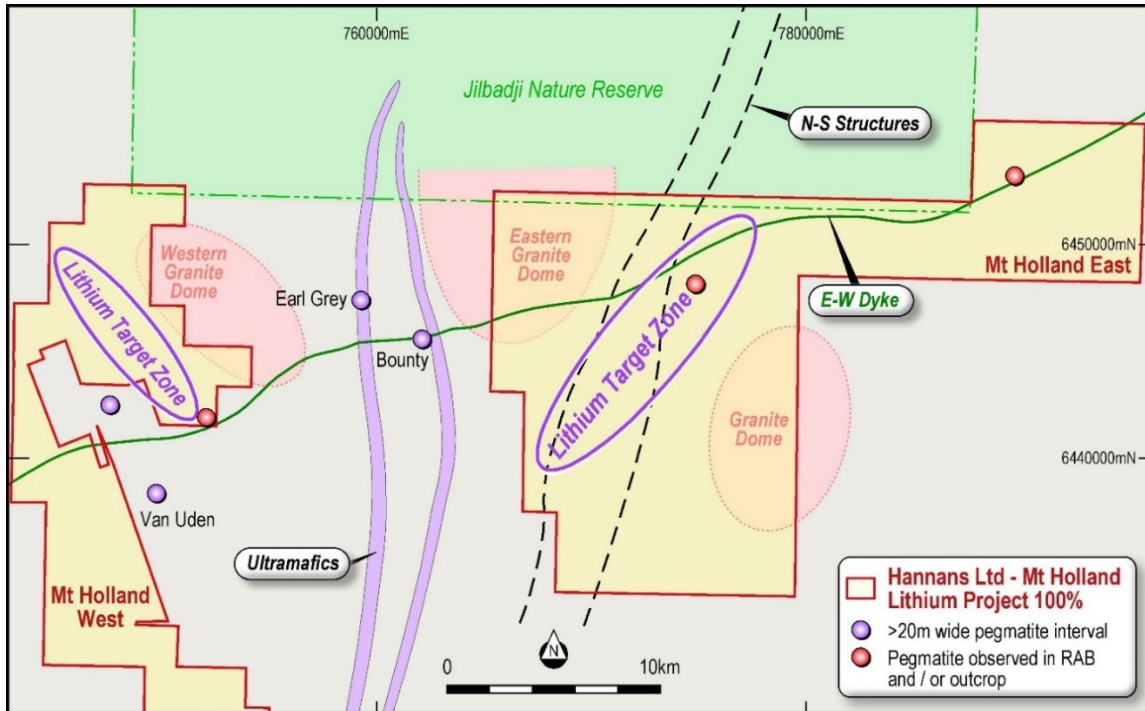 760000mE
780000mE
Jilbadji Nature Reserve
N-S Structures
Western
Granite
Dome
Eastern
Granite
Dome
6450000mN
Mt Holland East
Lithium Target Zone
Earl Grey
E-W Dyke
Bounty
Lithium Target Zone
Granite
Dome
6440000mN
Van Uden
Ultramafics
Mt Holland
West
N
0
10km
Hannans Ltd - Mt Holland
Lithium Project 100%
>20m wide pegmatite interval
Pegmatite observed in RAB
and / or outcrop